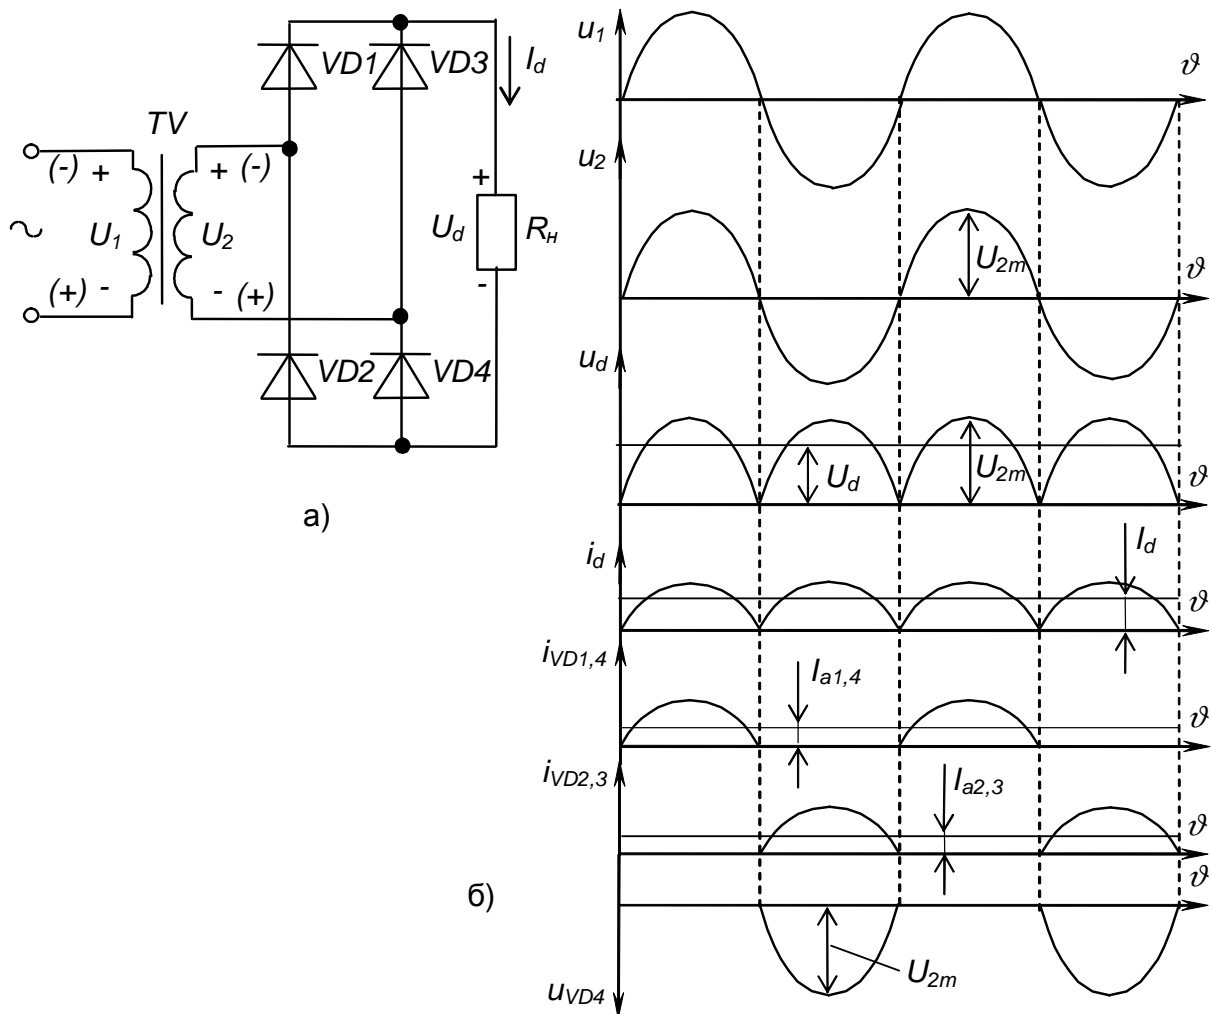 VD1 VD3 I_d
TV
(-) + + (-)
U_1 U_2
(+) - - (+)
+
U_d R_н
-
VD2 VD4
а)
u_1
ϑ
u_2
U_2m
ϑ
u_d
U_d U_2m
ϑ
i_d
I_d
ϑ
i_VD1,4
I_a1,4
ϑ
i_VD2,3
I_a2,3
ϑ
ϑ
б)
U_2m
u_VD4